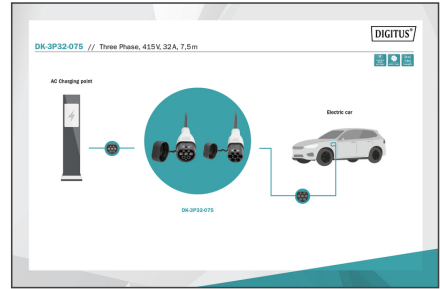 DIGITUS®
DK-3P32-075 // Three Phase, 415V, 32A, 7,5m
AC Charging point
Electric car
DK-3P32-075